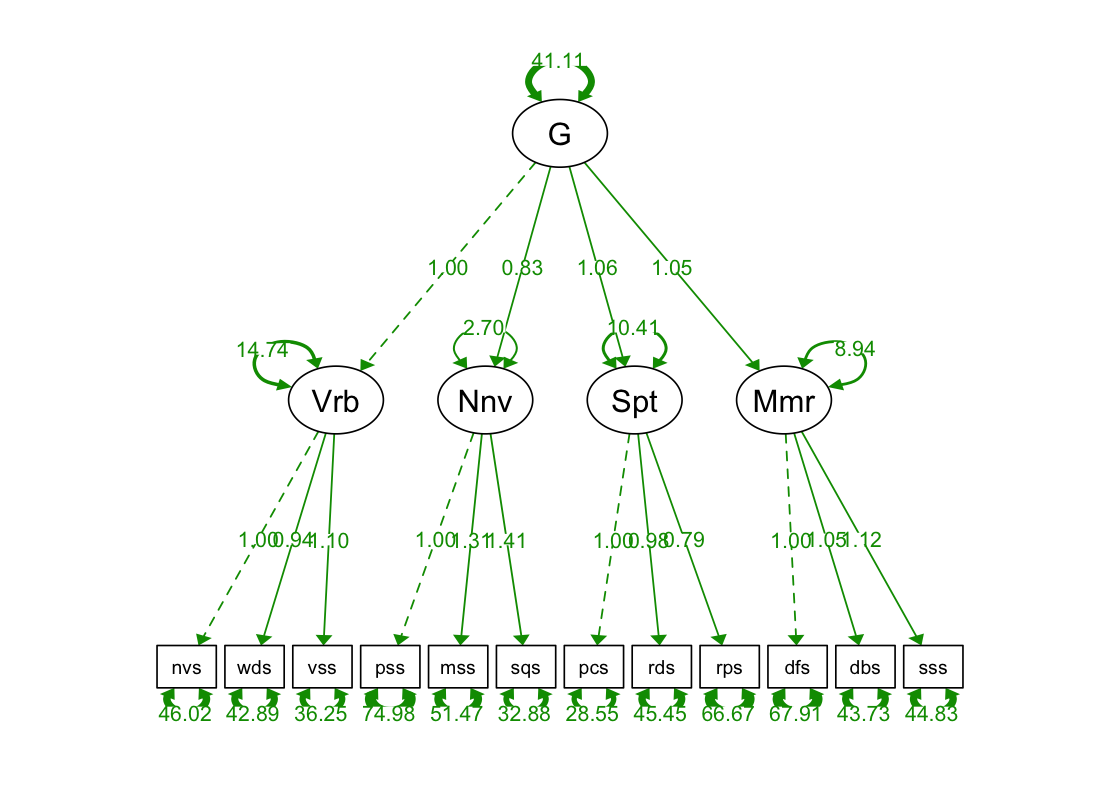 41.11
G
1.00 0.83 1.06 1.05
14.74 2.70 10.41 8.94
Vrb Nnv Spt Mmr
1.00 0.94 1.10 1.00 1.31 1.41 1.00 0.98 0.79 1.00 1.05 1.12
nvs wds vss pss mss sqs pcs rds rps dfs dbs sss
46.02 42.89 36.25 74.98 51.47 32.88 28.55 45.45 66.67 67.91 43.73 44.83